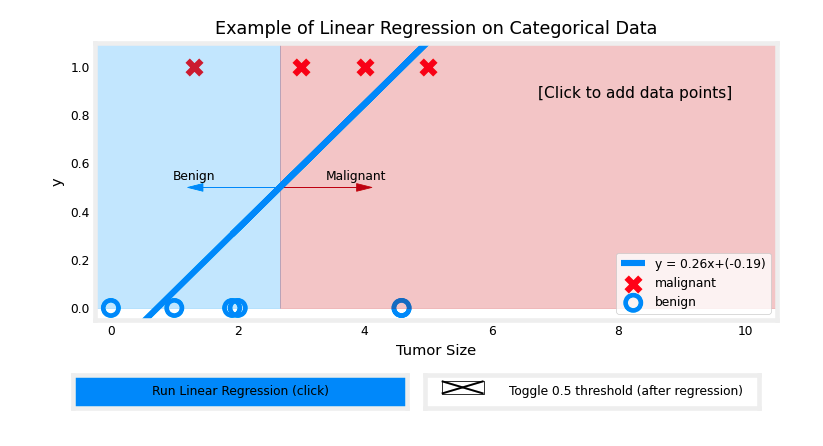 Example of Linear Regression on Categorical Data
1.0
0.8
0.6
0.4
0.2
0.0
y
[Click to add data points]
Benign
Malignant
y = 0.26x+(-0.19)
malignant
benign
0 2 4 6 8 10
Tumor Size
Run Linear Regression (click)
Toggle 0.5 threshold (after regression)